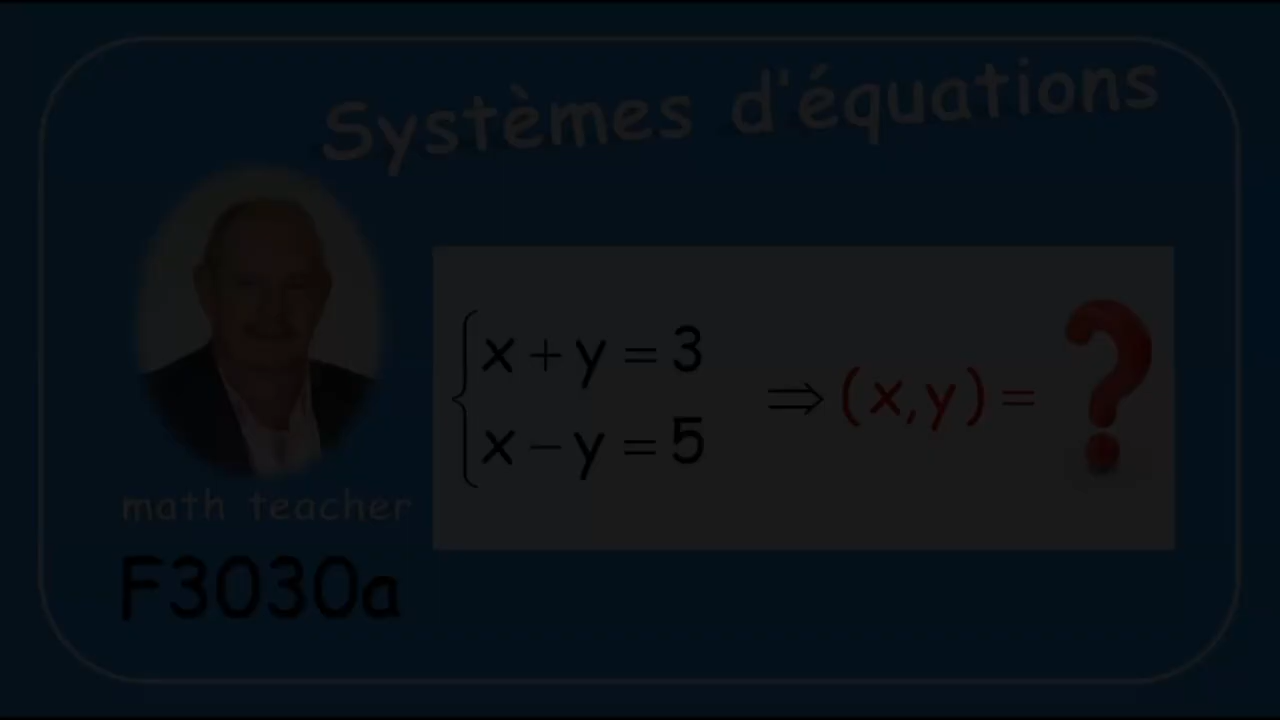 Systèmes d'équations
x + y = 3
x − y = 5
⇒ (x,y) = ?
math teacher
F3030a